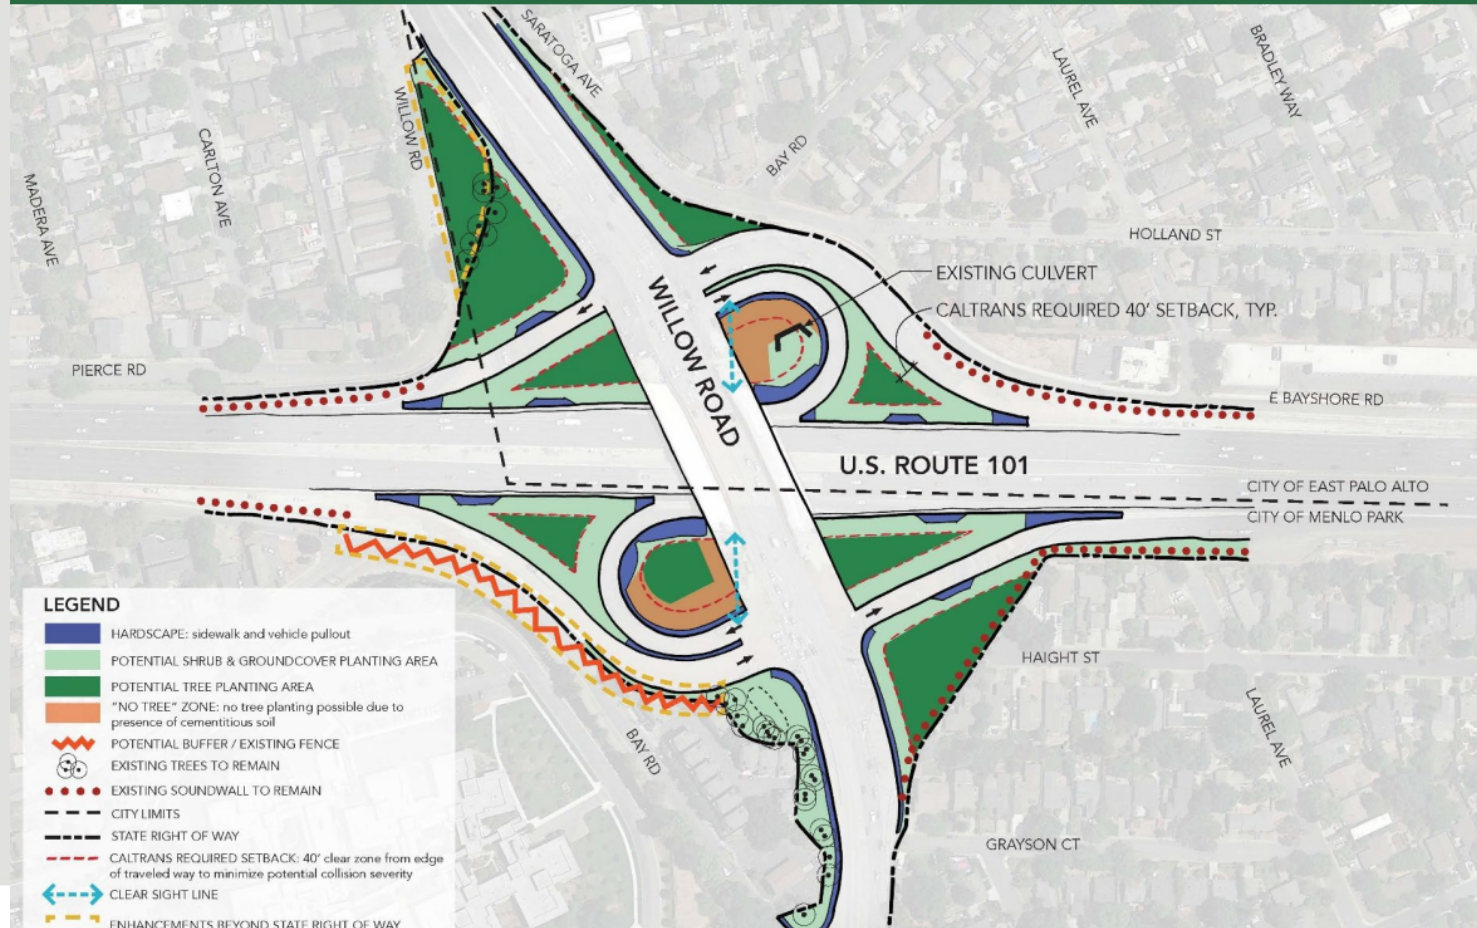 SARATOGA AVE
BRADLEY WAY
LAUREL AVE
WILLOW RD
CARLTON AVE
MADERA AVE
BAY RD
HOLLAND ST
EXISTING CULVERT
CALTRANS REQUIRED 40' SETBACK, TYP.
WILLOW ROAD
PIERCE RD
E BAYSHORE RD
U.S. ROUTE 101
CITY OF EAST PALO ALTO
CITY OF MENLO PARK
HAIGHT ST
LAUREL AVE
BAY RD
GRAYSON CT
LEGEND
HARDSCAPE: sidewalk and vehicle pullout
POTENTIAL SHRUB & GROUNDCOVER PLANTING AREA
POTENTIAL TREE PLANTING AREA
"NO TREE" ZONE: no tree planting possible due to
presence of cementitious soil
POTENTIAL BUFFER / EXISTING FENCE
EXISTING TREES TO REMAIN
EXISTING SOUNDWALL TO REMAIN
CITY LIMITS
STATE RIGHT OF WAY
CALTRANS REQUIRED SETBACK: 40' clear zone from edge
of traveled way to minimize potential collision severity
CLEAR SIGHT LINE
ENHANCEMENTS BEYOND STATE RIGHT OF WAY